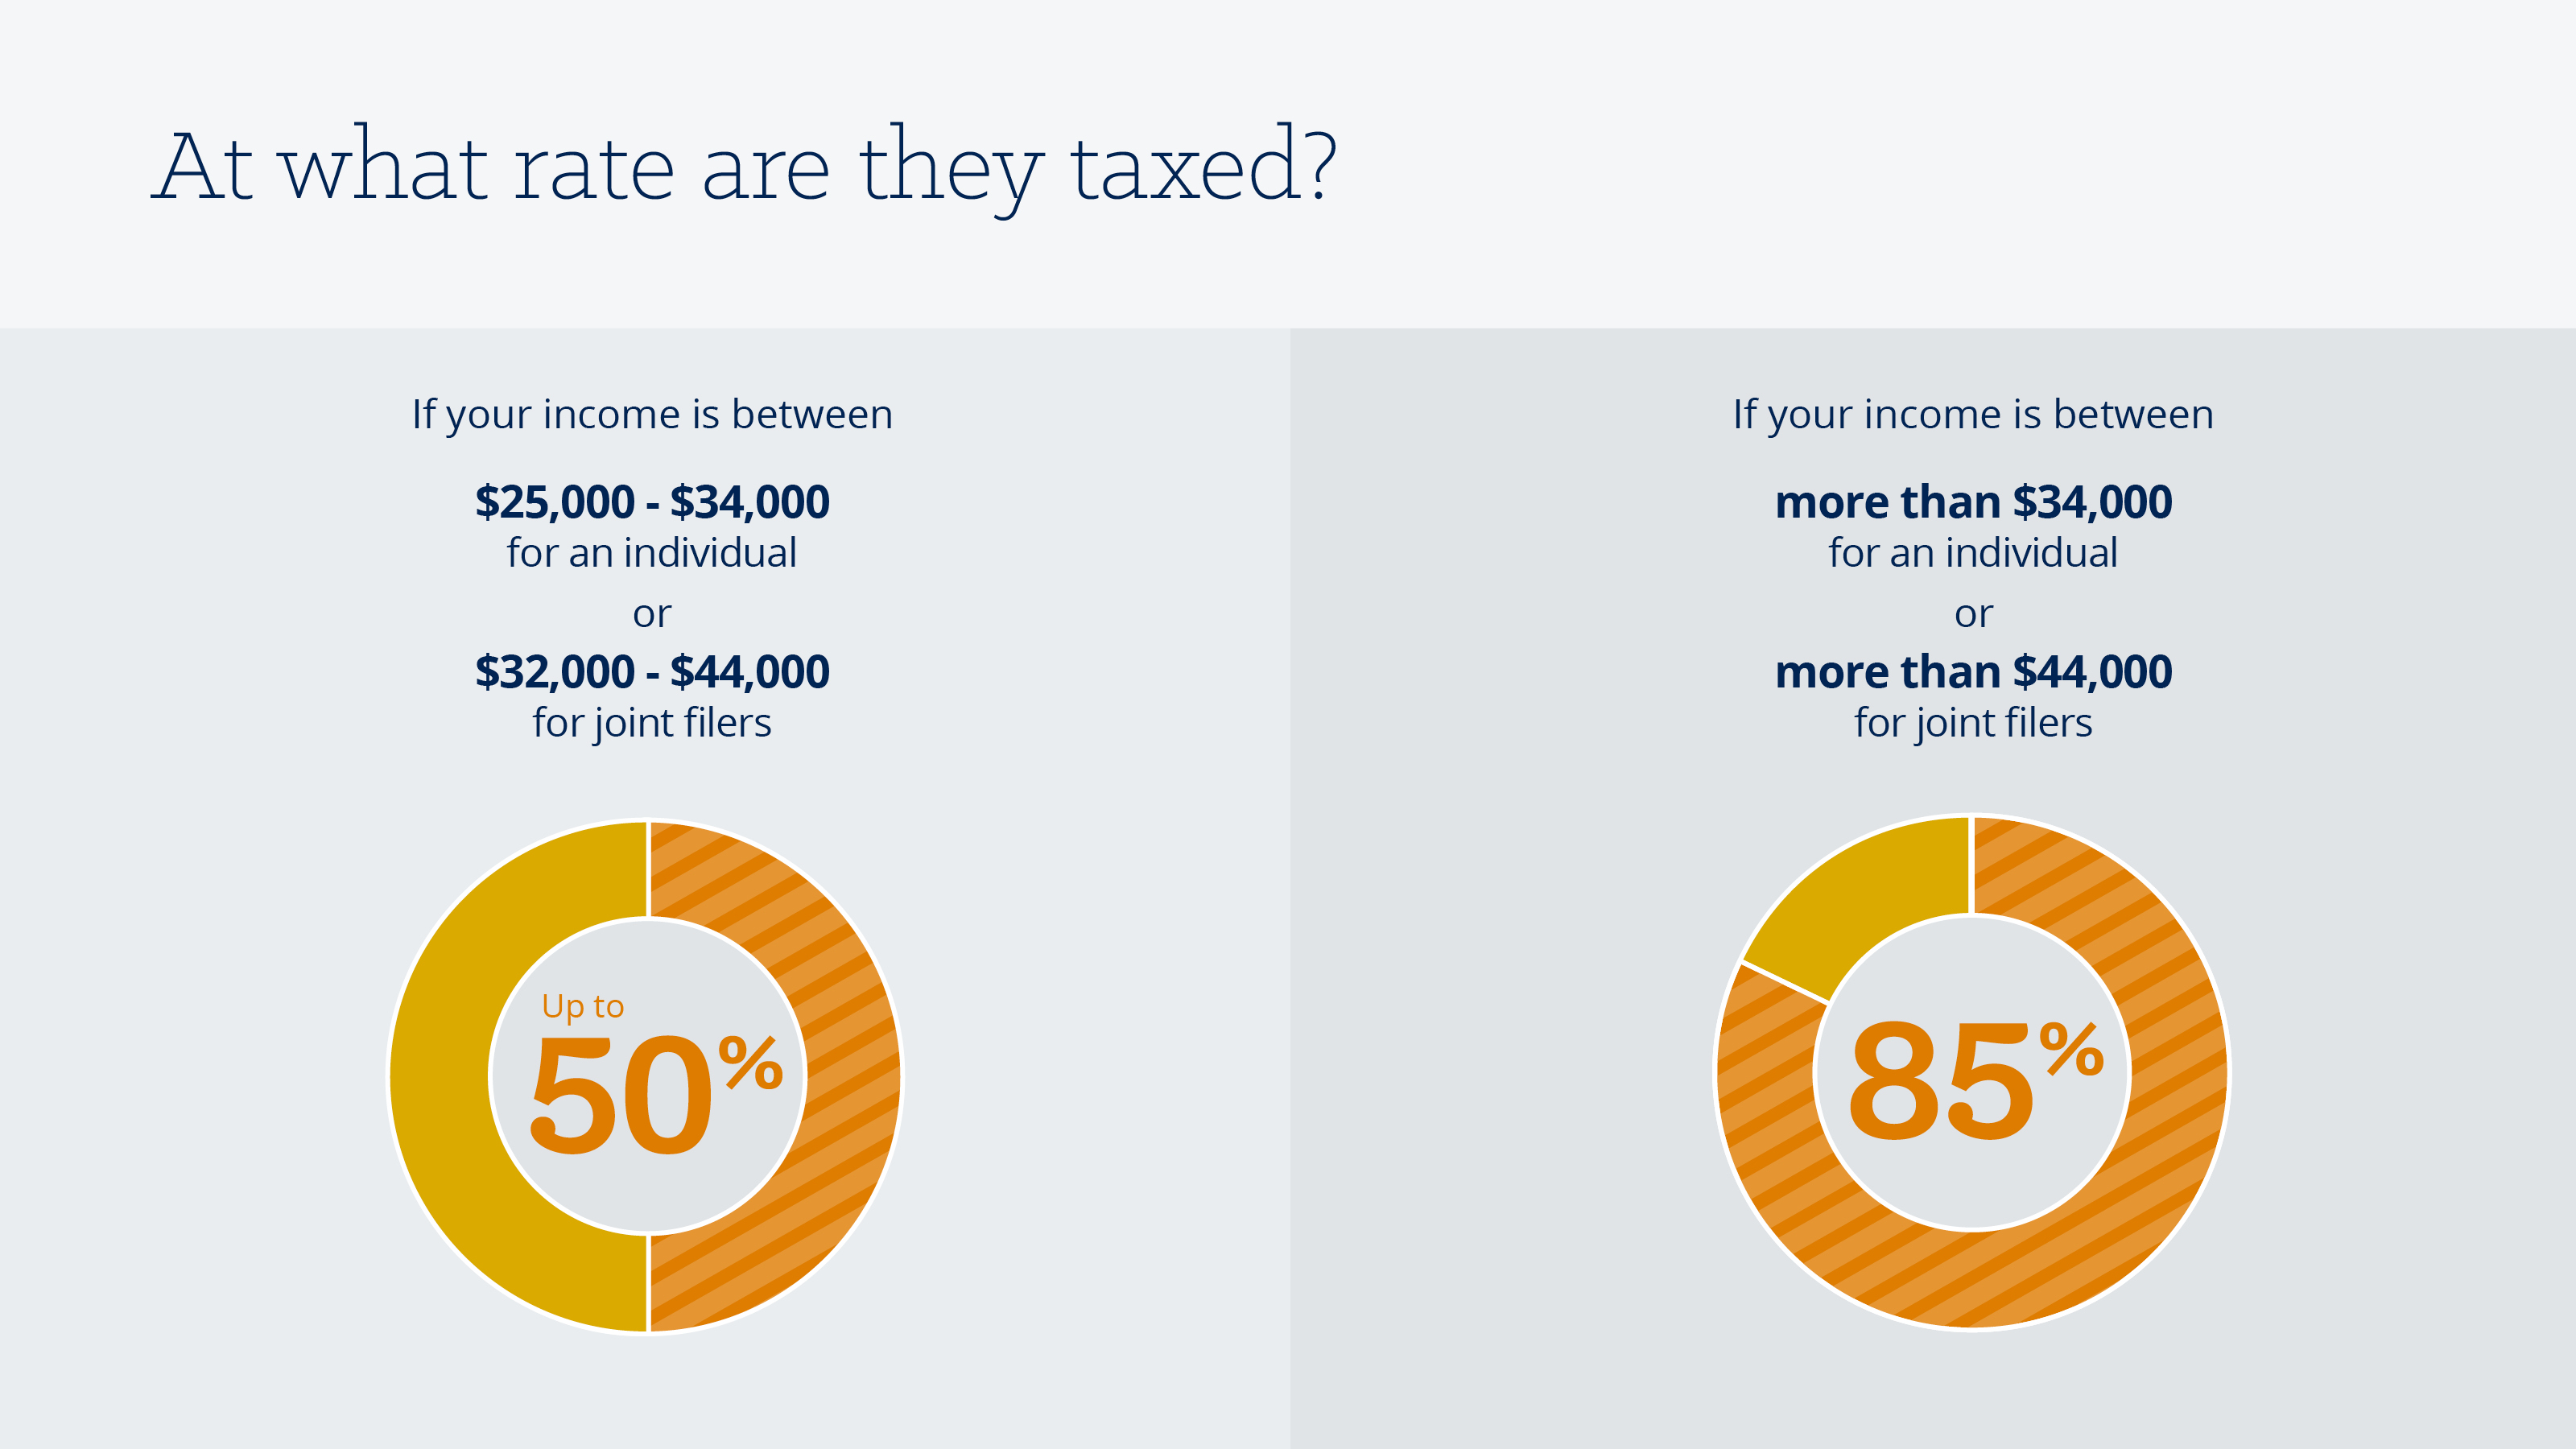 At what rate are they taxed?
If your income is between
$25,000 - $34,000
for an individual
or
$32,000 - $44,000
for joint filers
Up to
50%
If your income is between
more than $34,000
for an individual
or
more than $44,000
for joint filers
85%